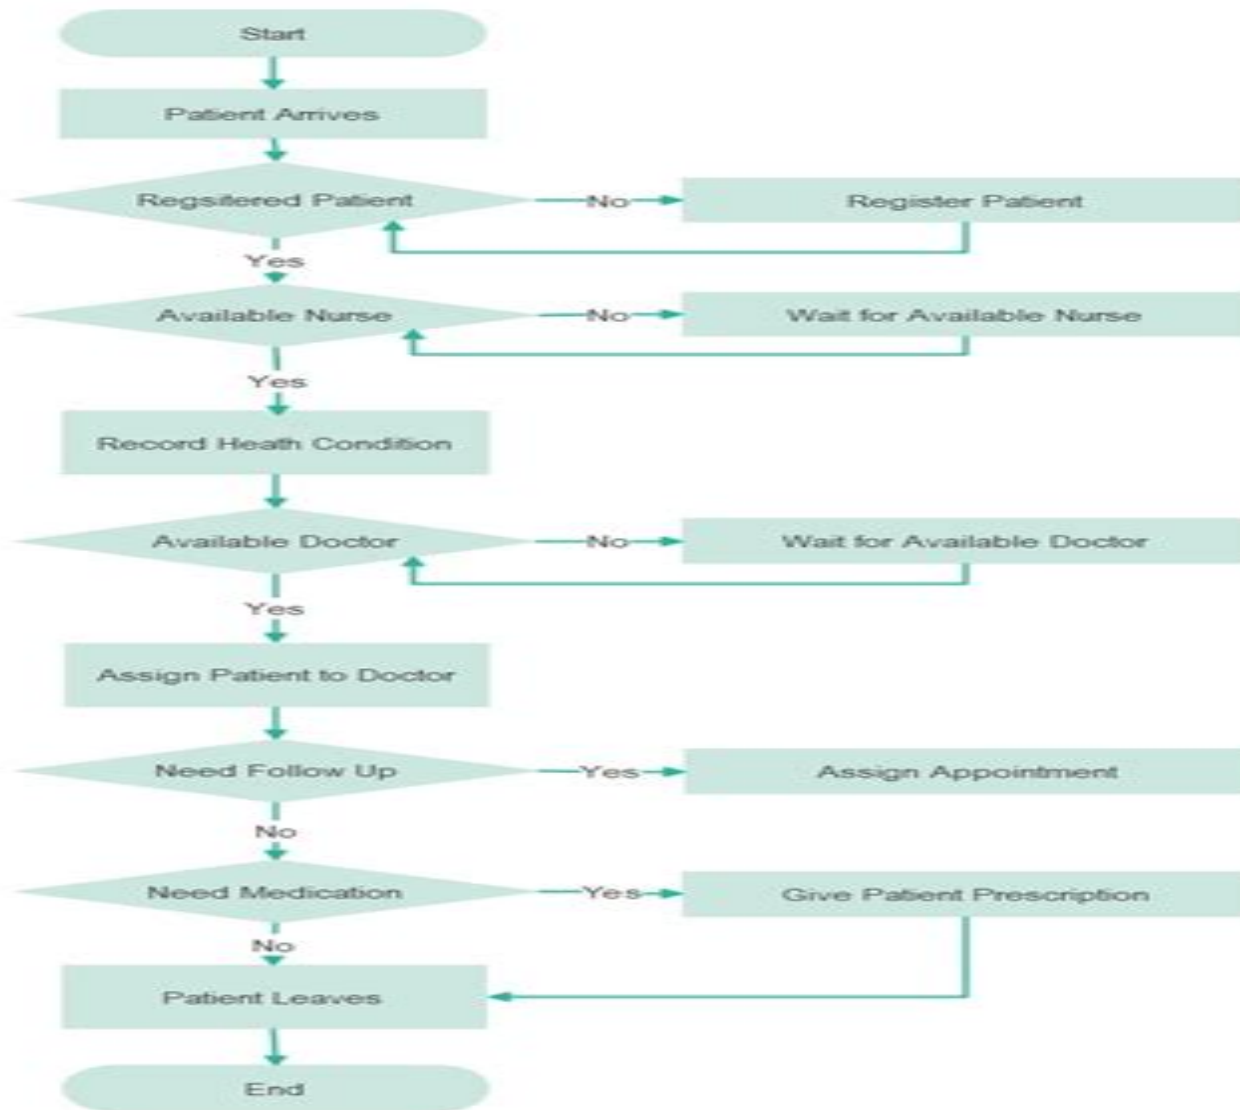 Start
Patient Arrives
Regsitered Patient
No
Register Patient
Yes
Available Nurse
No
Wait for Available Nurse
Yes
Record Heath Condition
Available Doctor
No
Wait for Available Doctor
Yes
Assign Patient to Doctor
Need Follow Up
Yes
Assign Appointment
No
Need Medication
Yes
Give Patient Prescription
No
Patient Leaves
End